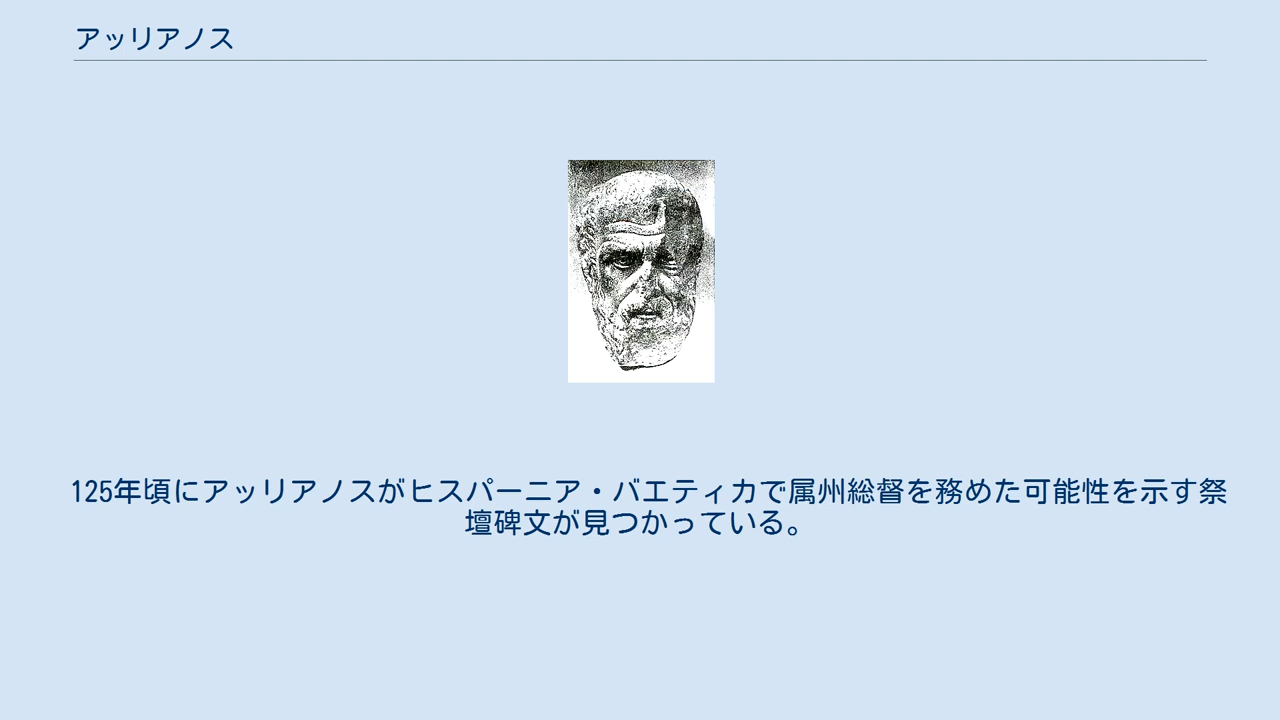 アッリアノス
125年頃にアッリアノスがヒスパーニア・バエティカで属州総督を務めた可能性を示す祭
壇碑文が見つかっている。